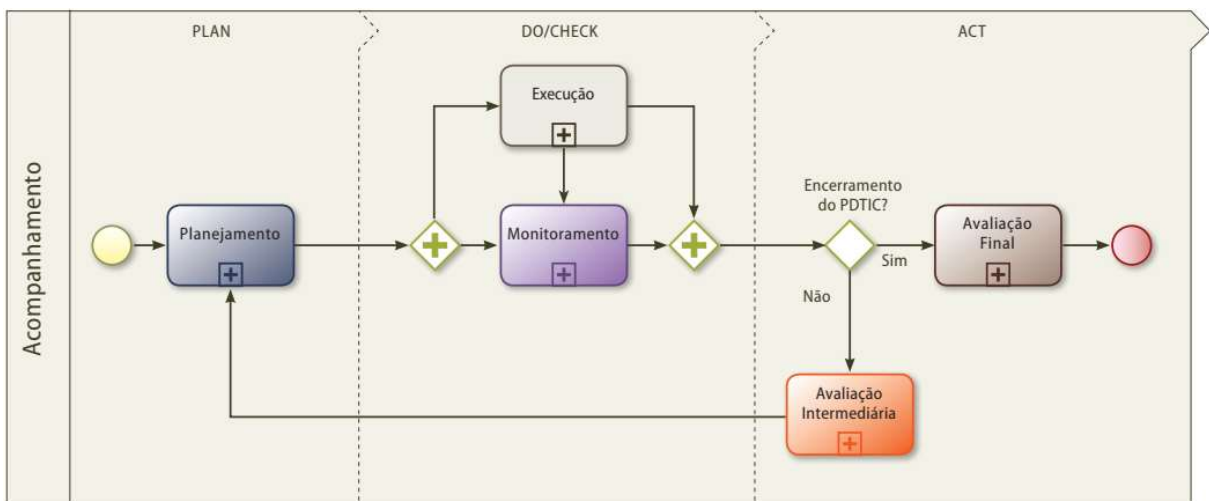 PLAN
DO/CHECK
ACT
Acompanhamento
Planejamento
Execução
Monitoramento
Encerramento
do PDTIC?
Sim
Não
Avaliação
Final
Avaliação
Intermediária